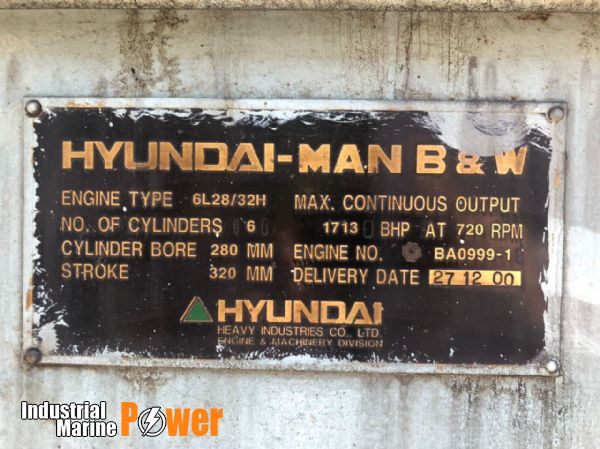 HYUNDAI-MAN B & W
ENGINE TYPE 6L28/32H MAX. CONTINUOUS OUTPUT
NO. OF CYLINDERS 6 1713 BHP AT 720 RPM
CYLINDER BORE 280 MM ENGINE NO. BA0999-1
STROKE 320 MM DELIVERY DATE 27 12 00
HYUNDAI
HEAVY INDUSTRIES CO., LTD.
ENGINE & MACHINERY DIVISION
Industrial Marine Power